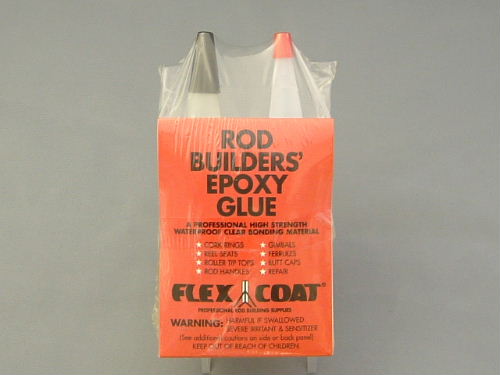 ROD
BUILDERS'
EPOXY
GLUE
A PROFESSIONAL HIGH STRENGTH
WATERPROOF CLEAR BONDING MATERIAL
★ CORK RINGS ★ GIMBALS
★ REEL SEATS ★ FERRULES
★ ROLLER TIP TOPS ★ BUTT CAPS
★ ROD HANDLES ★ REPAIR
FLEX COAT®
PROFESSIONAL ROD BUILDING SUPPLIES
WARNING: HARMFUL IF SWALLOWED
SEVERE IRRITANT & SENSITIZER
(See additional cautions on side or back panel)
KEEP OUT OF REACH OF CHILDREN.